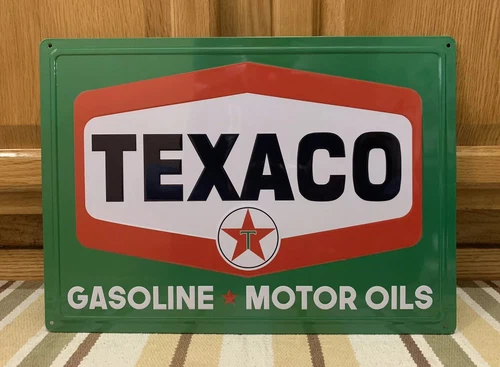 TEXACO
T
GASOLINE ★ MOTOR OILS